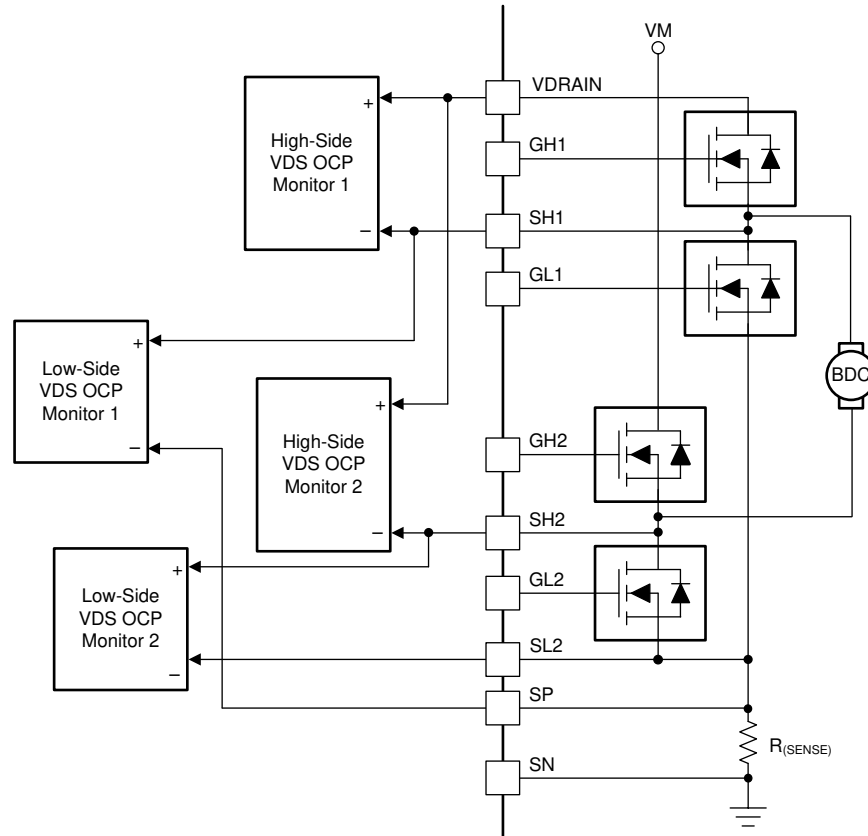 VM
VDRAIN
+
High-Side
VDS OCP
Monitor 1
−
GH1
SH1
GL1
+
Low-Side
VDS OCP
Monitor 1
−
BDC
+
High-Side
VDS OCP
Monitor 2
−
GH2
SH2
+
Low-Side
VDS OCP
Monitor 2
−
GL2
SL2
SP
R(SENSE)
SN